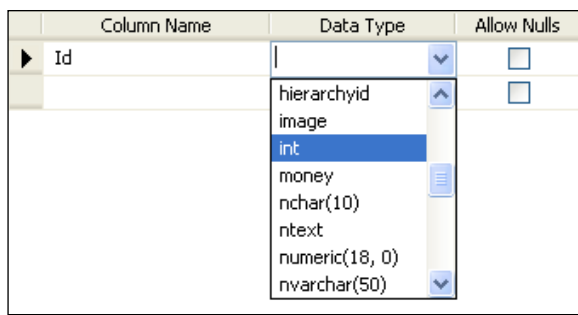 Column Name Data Type Allow Nulls
Id
hierarchyid
image
int
money
nchar(10)
ntext
numeric(18, 0)
nvarchar(50)